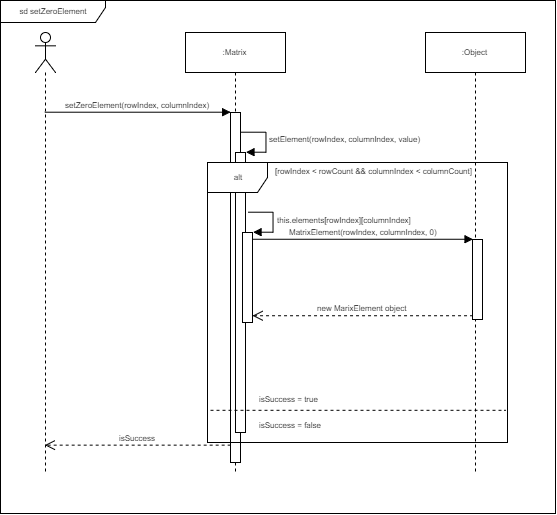 sd setZeroElement
:Matrix
:Object
setZeroElement(rowIndex, columnIndex)
setElement(rowIndex, columnIndex, value)
alt
[rowIndex < rowCount && columnIndex < columnCount]
this.elements[rowIndex][columnIndex]
MatrixElement(rowIndex, columnIndex, 0)
new MarixElement object
isSuccess = true
isSuccess = false
isSuccess